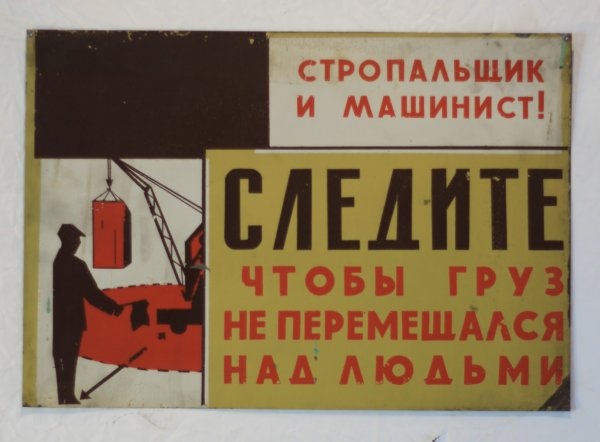 СТРОПАЛЬЩИК
И МАШИНИСТ!
СЛЕДИТЕ
ЧТОБЫ ГРУЗ
НЕ ПЕРЕМЕЩАЛСЯ
НАД ЛЮДЬМИ